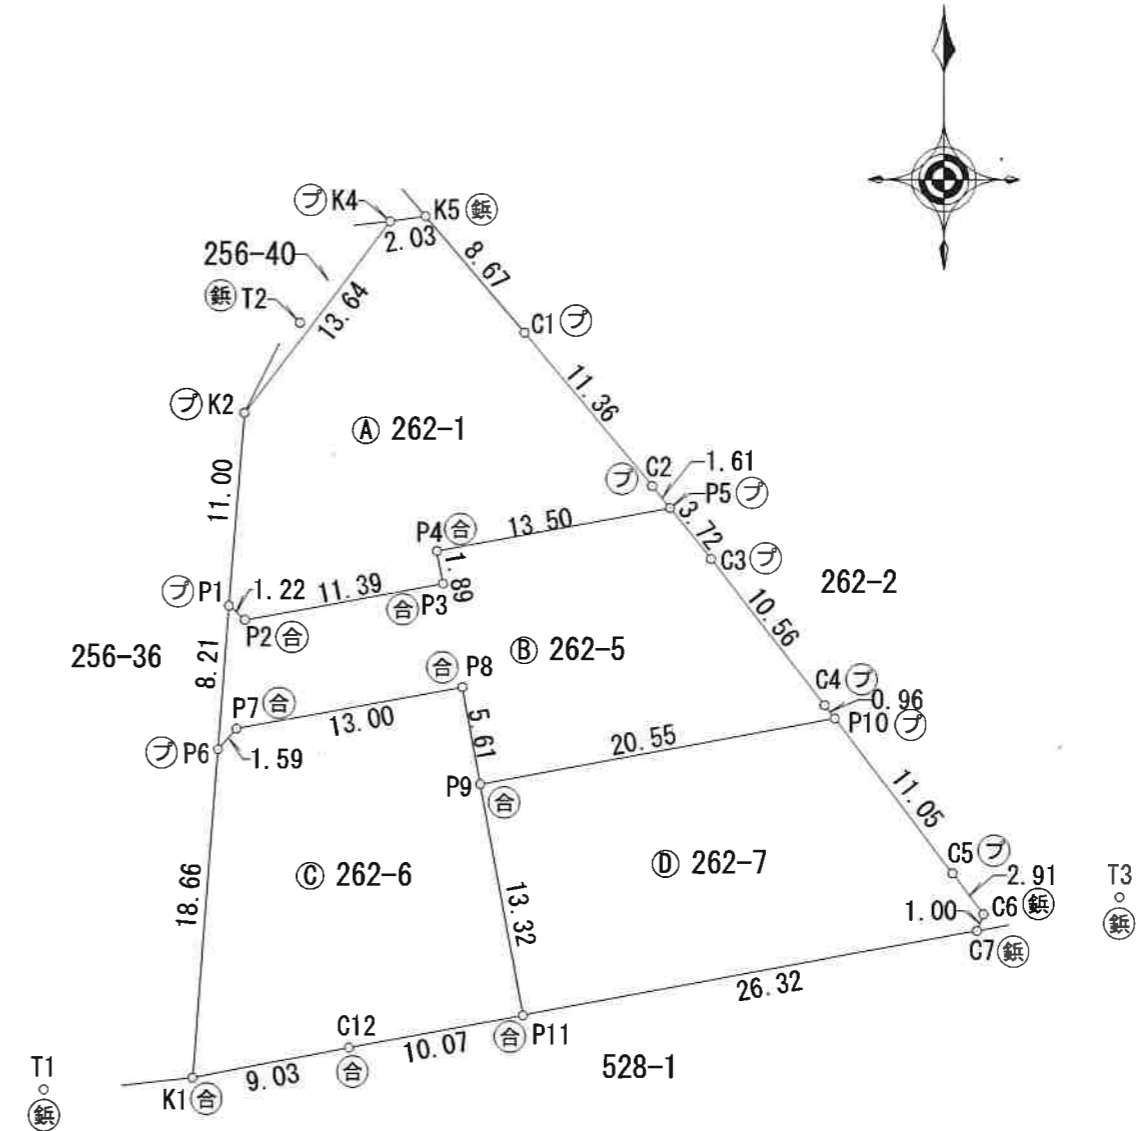 プ K4
K5 鋲
2.03
256-40
鋲 T2
13.64
8.67
C1 プ
プ K2
11.36
Ⓐ 262-1
11.00
C2
プ
1.61
P5 プ
P4 合
13.50
3.72
C3 プ
1.89
プ P1
1.22
11.39
合 P3
262-2
P2 合
10.56
256-36
8.21
Ⓑ 262-5
合 P8
C4 プ
0.96
P7 合
13.00
P10 プ
プ P6
1.59
5.61
20.55
P9
合
11.05
18.66
Ⓒ 262-6
Ⓓ 262-7
C5 プ
2.91
T3
鋲
13.32
1.00
C6 鋲
C7 鋲
26.32
C12
合
10.07
合 P11
528-1
T1
鋲
9.03
K1 合